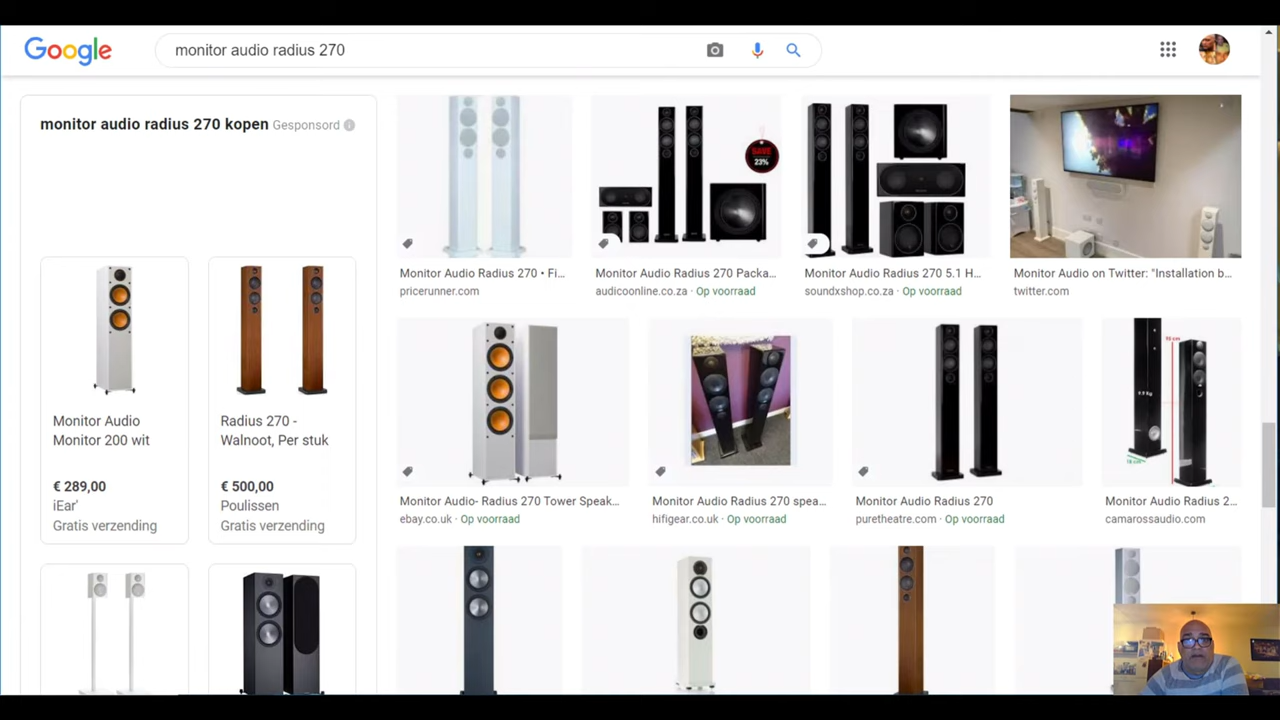 Google
monitor audio radius 270
monitor audio radius 270 kopen Gesponsord
SAVE
23%
Monitor Audio Radius 270 • Fi...
pricerunner.com
Monitor Audio Radius 270 Packa...
audicoonline.co.za · Op voorraad
Monitor Audio Radius 270 5.1 H...
soundxshop.co.za · Op voorraad
Monitor Audio on Twitter: "Installation b...
twitter.com
Monitor Audio
Monitor 200 wit
€ 289,00
iEar'
Gratis verzending
Radius 270 -
Walnoot, Per stuk
€ 500,00
Poulissen
Gratis verzending
Monitor Audio- Radius 270 Tower Speak...
ebay.co.uk · Op voorraad
Monitor Audio Radius 270 spea...
hifigear.co.uk · Op voorraad
Monitor Audio Radius 270
puretheatre.com · Op voorraad
Monitor Audio Radius 2...
camarossaudio.com